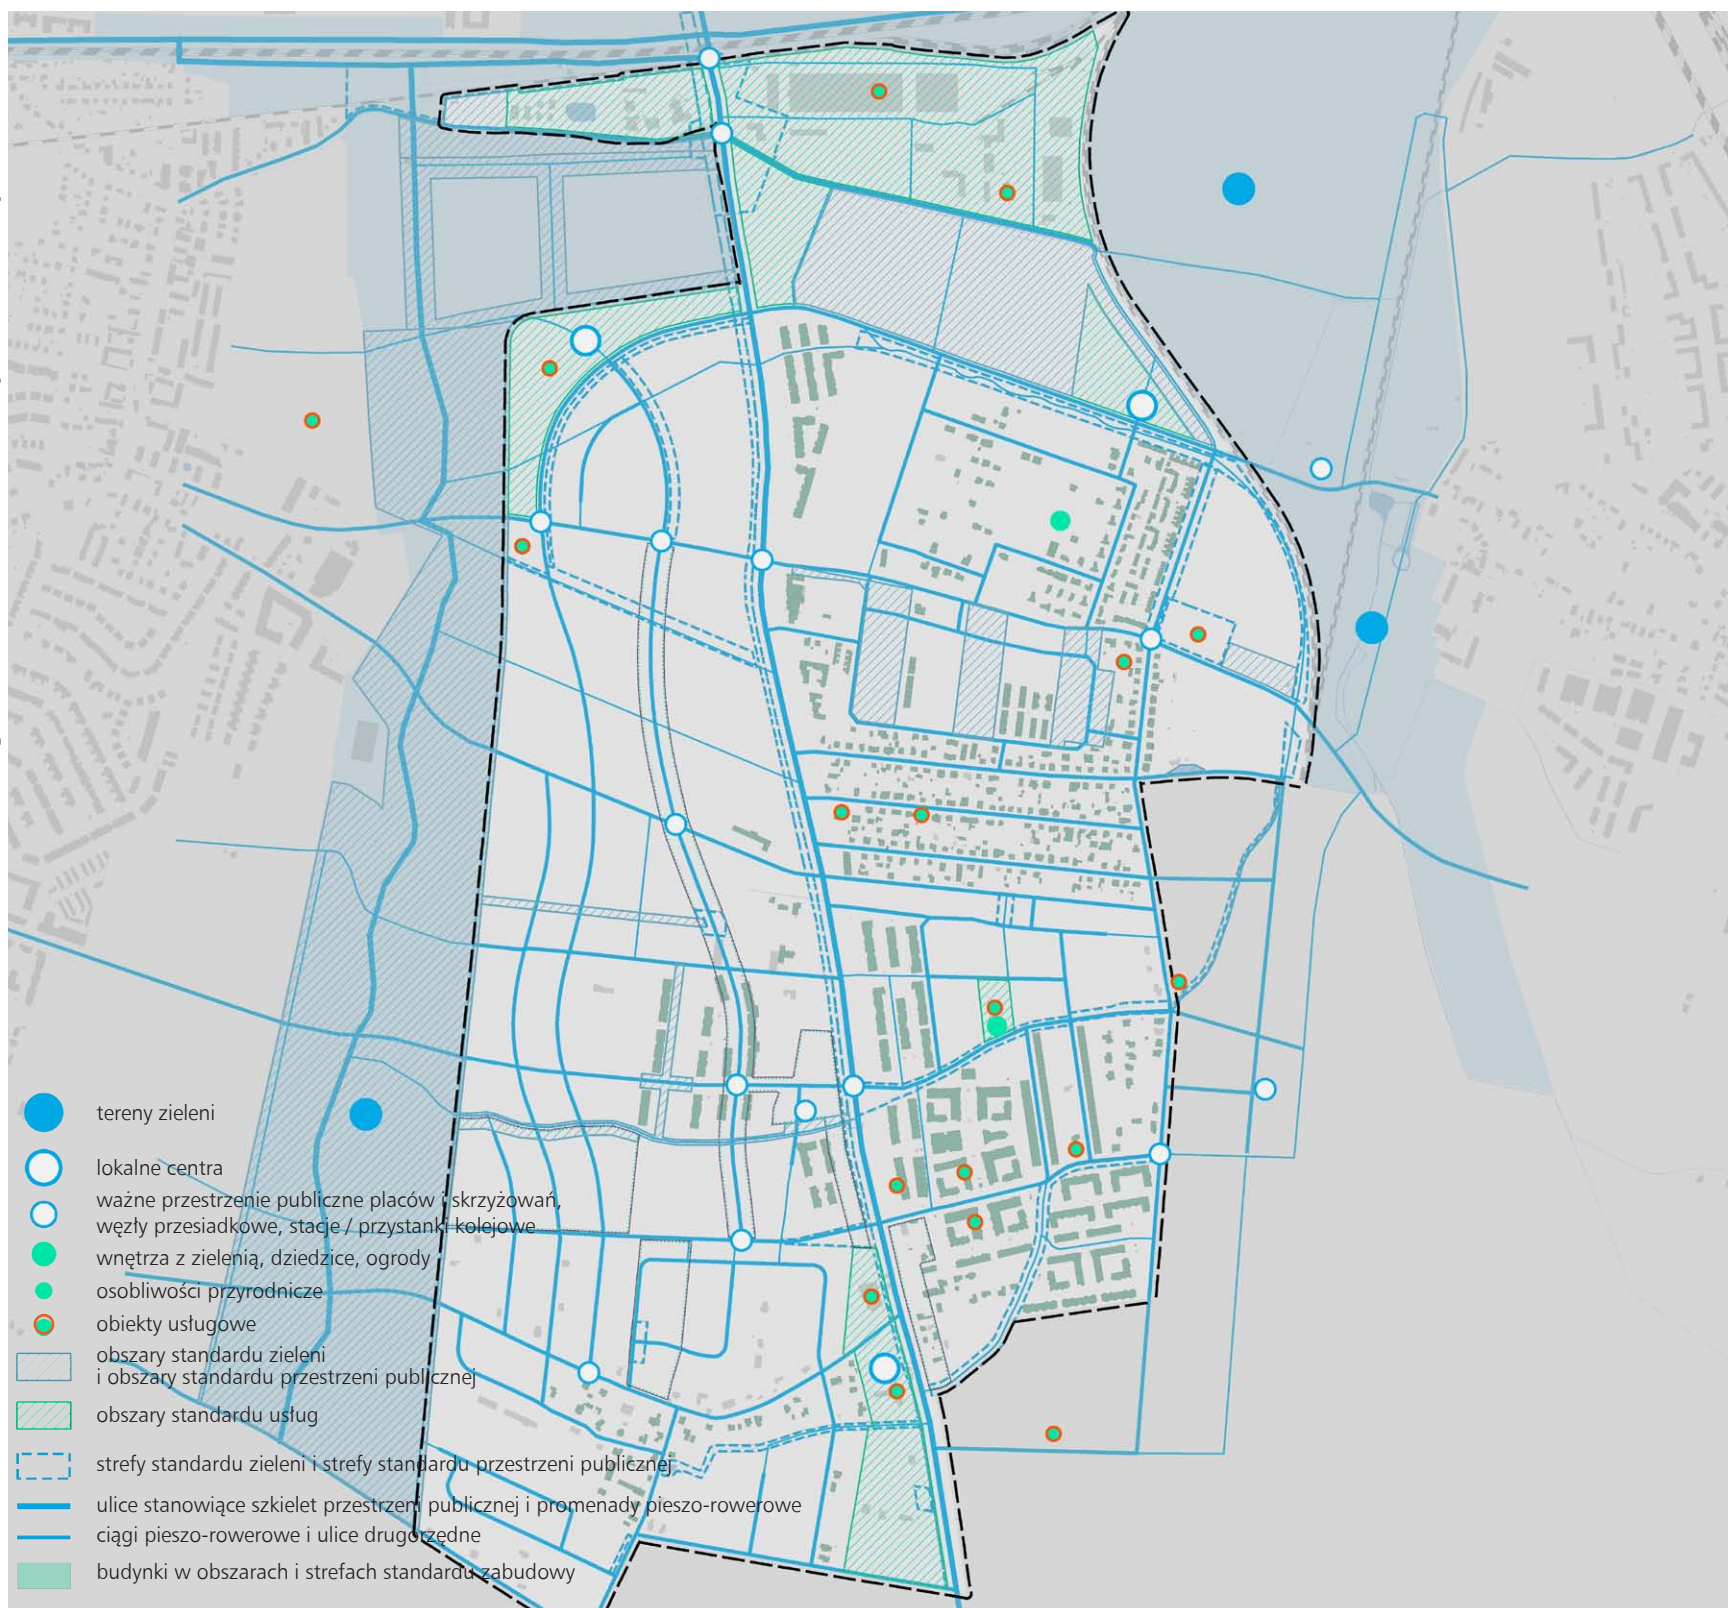 tereny zieleni
lokalne centra
ważne przestrzenie publiczne placów i skrzyżowań,
węzły przesiadkowe, stacje / przystanki kolejowe
wnętrza z zielenią, dziedzice, ogrody
osobliwości przyrodnicze
obiekty usługowe
obszary standardu zieleni
i obszary standardu przestrzeni publicznej
obszary standardu usług
strefy standardu zieleni i strefy standardu przestrzeni publicznej
ulice stanowiące szkielet przestrzeni publicznej i promenady pieszo-rowerowe
ciągi pieszo-rowerowe i ulice drugorzędne
budynki w obszarach i strefach standardu zabudowy